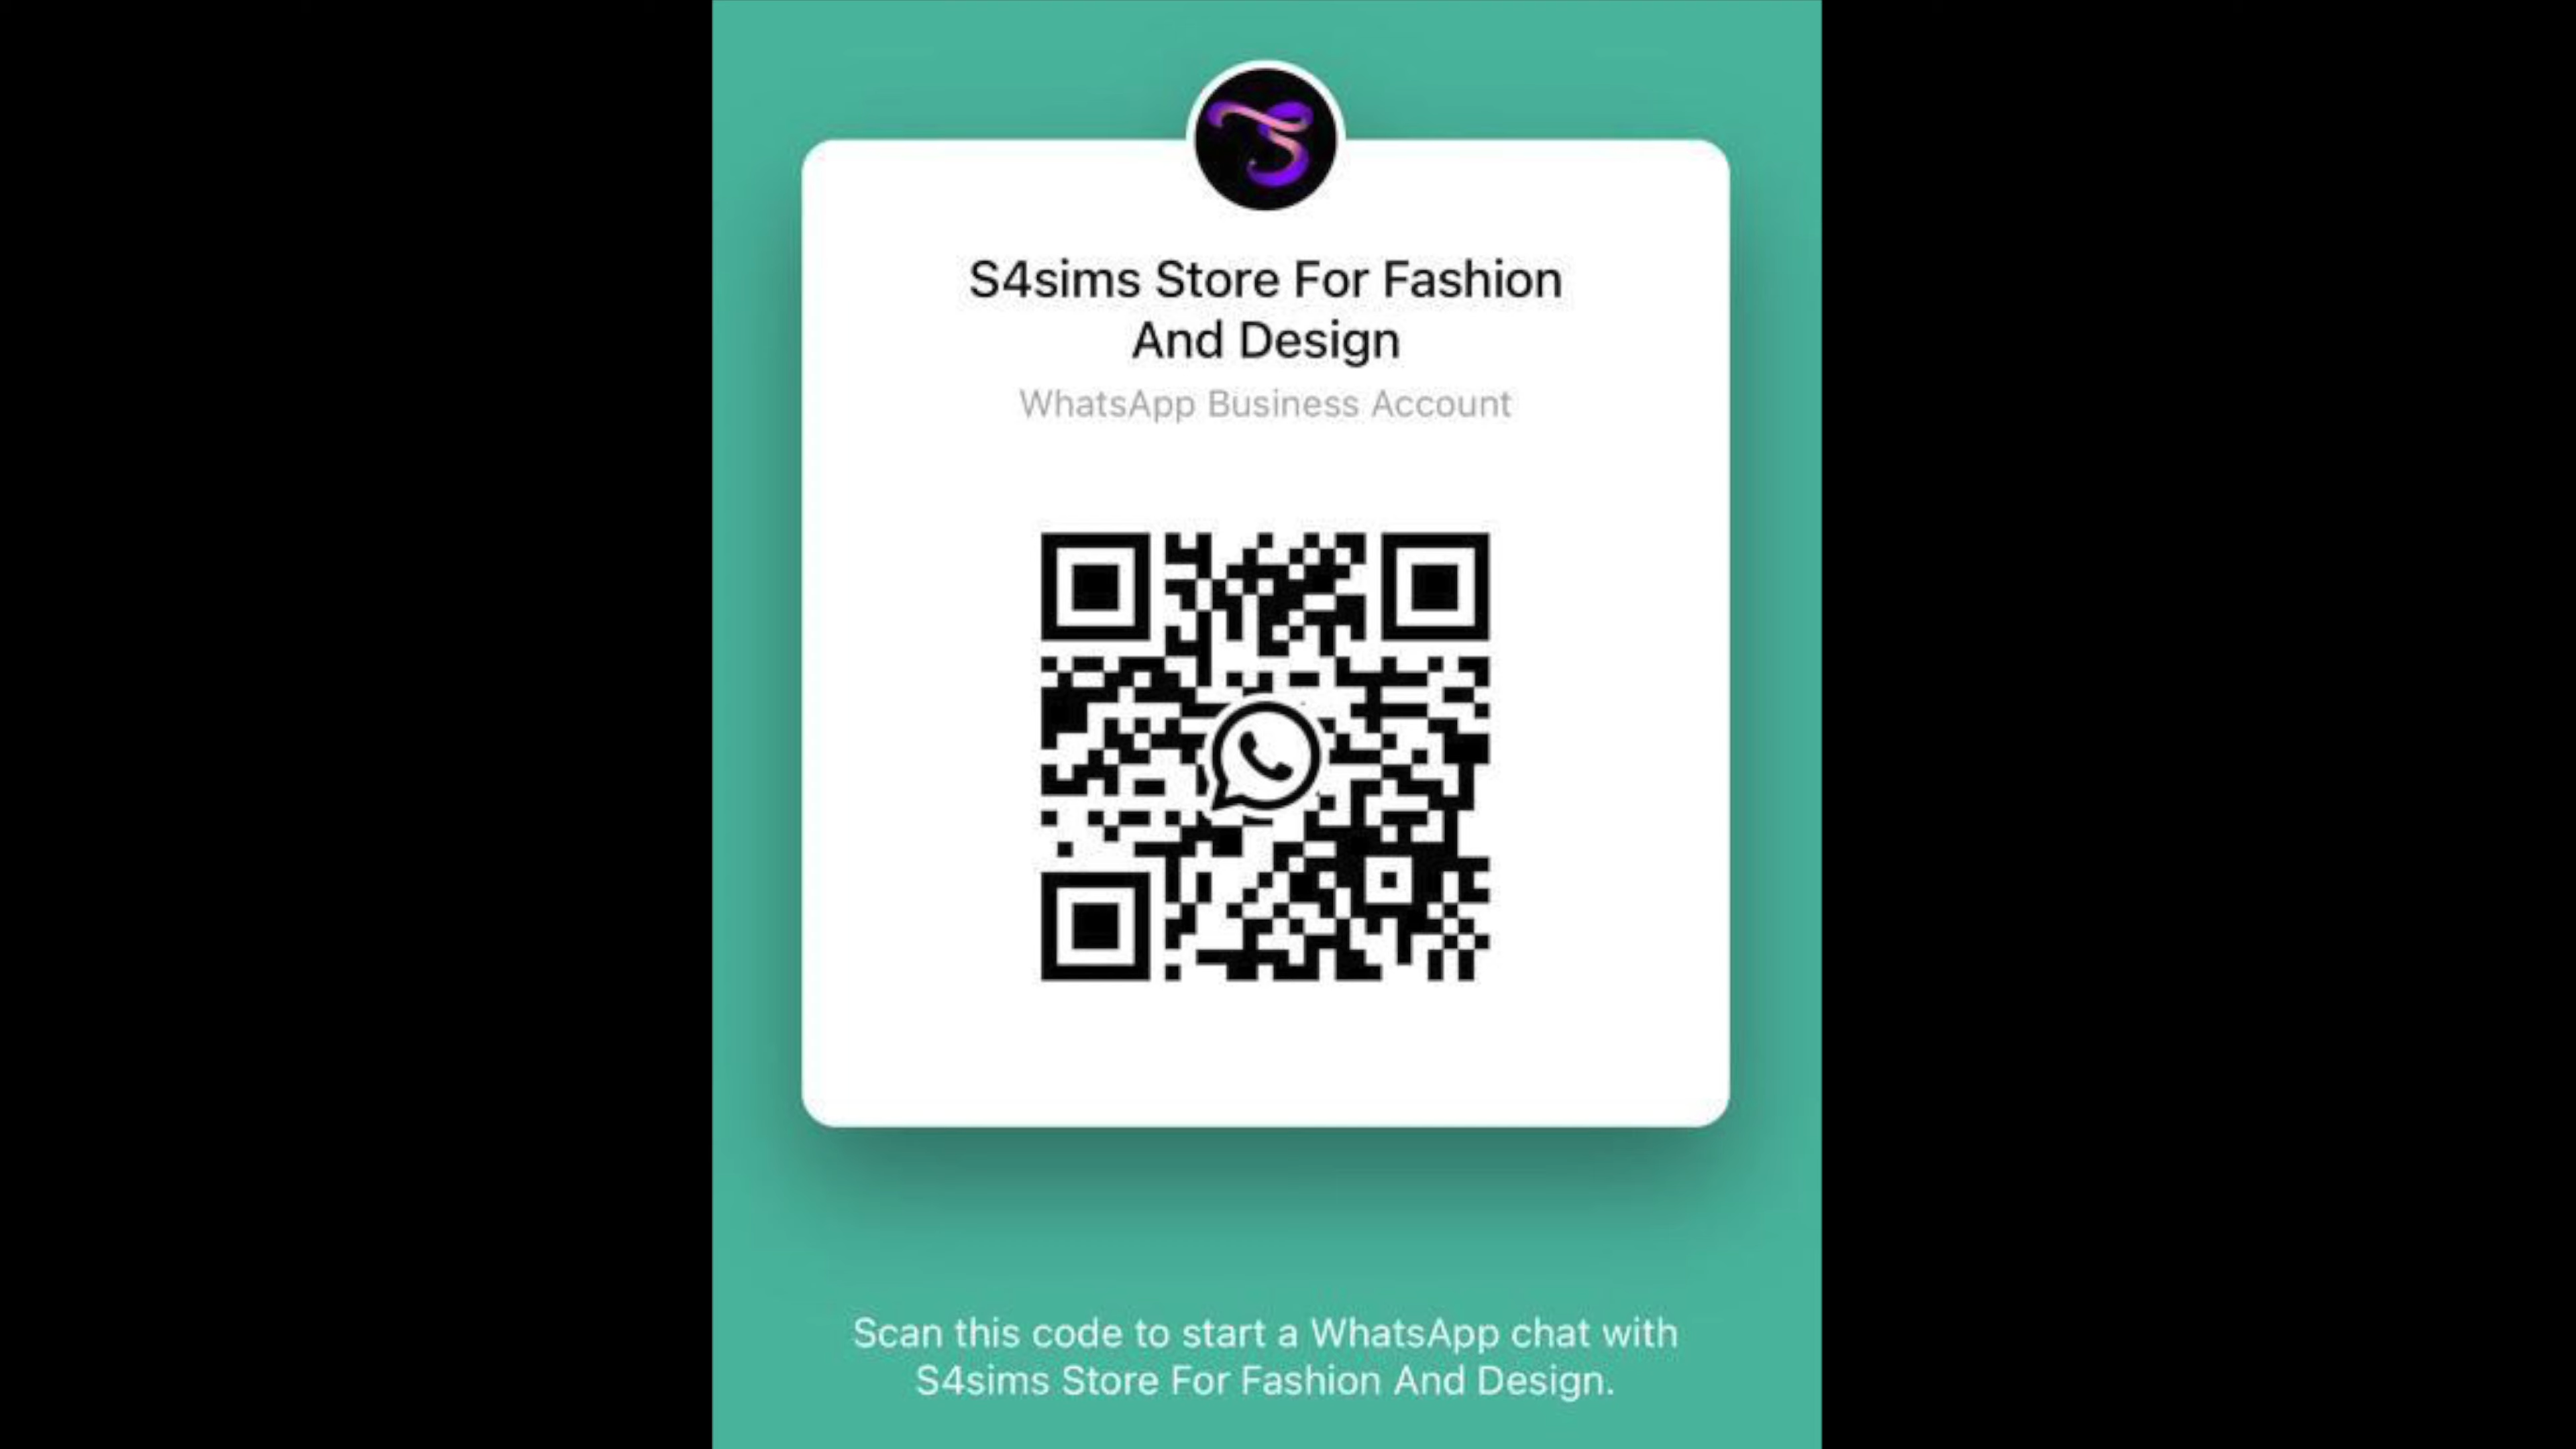 S4sims Store For Fashion
And Design
WhatsApp Business Account
Scan this code to start a WhatsApp chat with
S4sims Store For Fashion And Design.